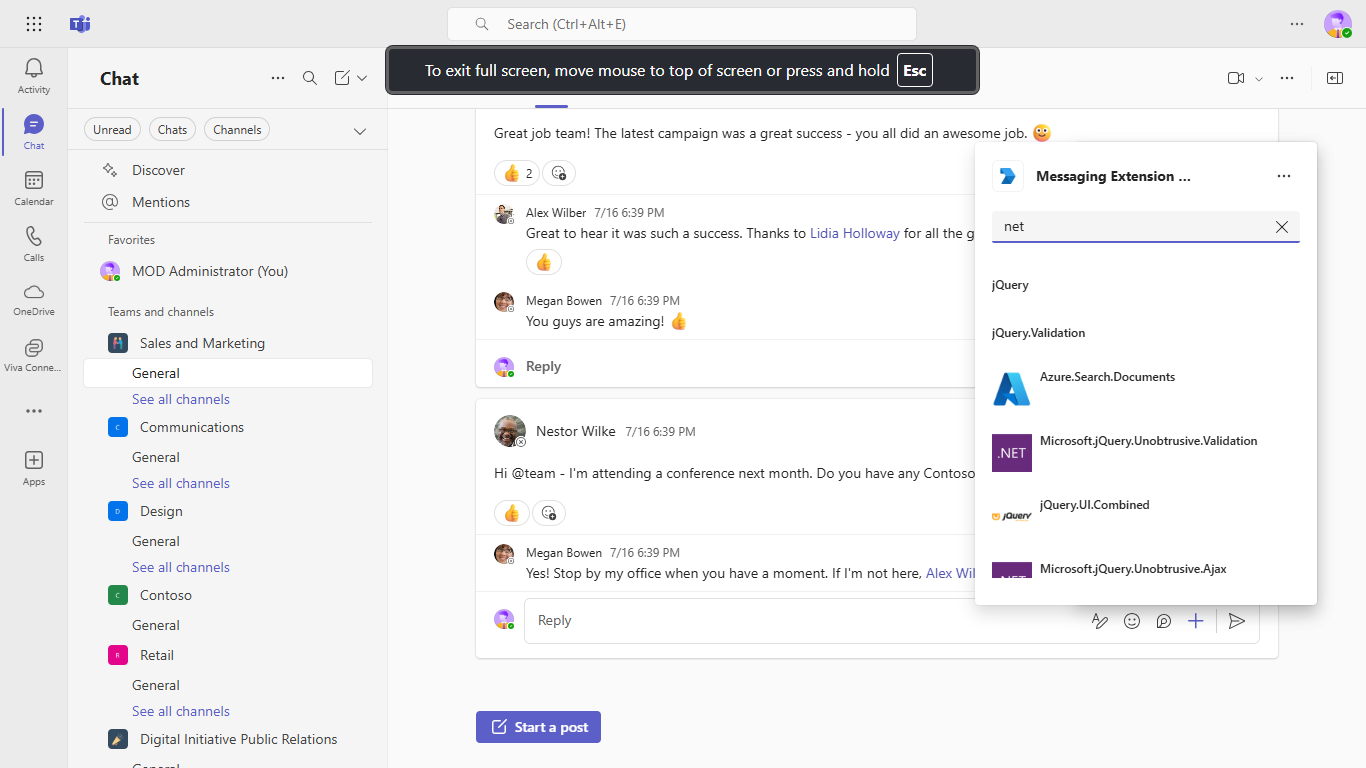 Search (Ctrl+Alt+E)
To exit full screen, move mouse to top of screen or press and hold Esc
Activity
Chat
Calendar
Calls
OneDrive
Viva Conne...
Apps
Chat
Unread
Chats
Channels
Discover
Mentions
Favorites
MOD Administrator (You)
Teams and channels
Sales and Marketing
General
See all channels
C
Communications
General
See all channels
D
Design
General
See all channels
C
Contoso
General
R
Retail
General
See all channels
Digital Initiative Public Relations
General
Great job team! The latest campaign was a great success - you all did an awesome job.
2
Alex Wilber 7/16 6:39 PM
Great to hear it was such a success. Thanks to Lidia Holloway for all the g
Megan Bowen 7/16 6:39 PM
You guys are amazing!
Reply
Nestor Wilke 7/16 6:39 PM
Hi @team - I'm attending a conference next month. Do you have any Contoso
Megan Bowen 7/16 6:39 PM
Yes! Stop by my office when you have a moment. If I'm not here, Alex Wil
Reply
Start a post
Messaging Extension ...
net
jQuery
jQuery.Validation
Azure.Search.Documents
.NET
Microsoft.jQuery.Unobtrusive.Validation
jQuery
jQuery.UI.Combined
.NET
Microsoft.jQuery.Unobtrusive.Ajax